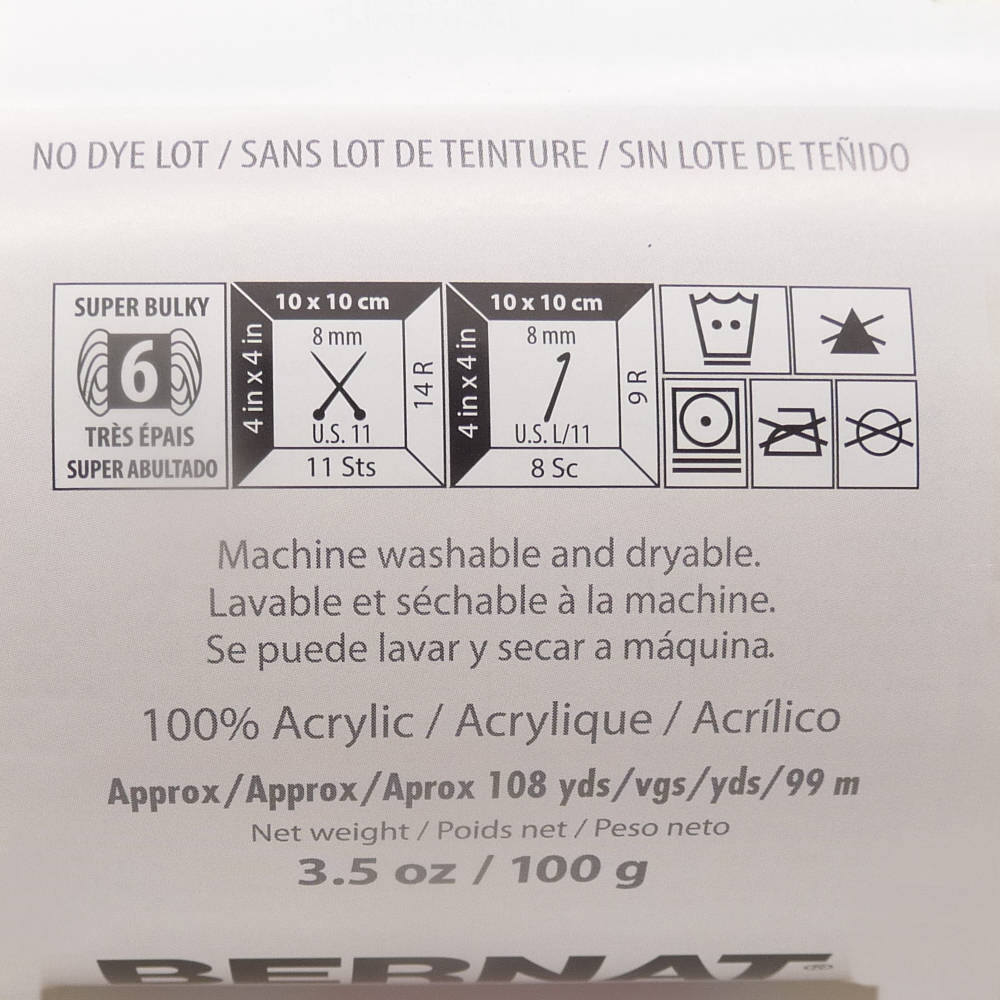 NO DYE LOT / SANS LOT DE TEINTURE / SIN LOTE DE TEÑIDO
SUPER BULKY
6
TRÈS ÉPAIS
SUPER ABULTADO
10 x 10 cm
4 in x 4 in
8 mm
14 R
U.S. 11
11 Sts
10 x 10 cm
4 in x 4 in
8 mm
9 R
U.S. L/11
8 Sc
Machine washable and dryable.
Lavable et séchable à la machine.
Se puede lavar y secar a máquina.
100% Acrylic / Acrylique / Acrílico
Approx/Approx/Aprox 108 yds/vgs/yds/99 m
Net weight / Poids net / Peso neto
3.5 oz / 100 g
BERNAT®